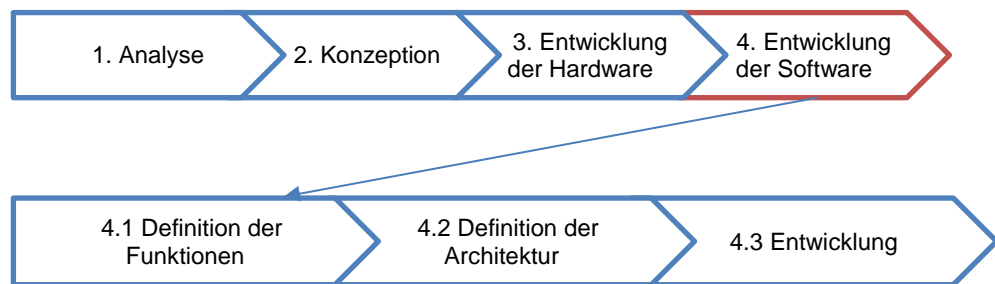 1. Analyse
2. Konzeption
3. Entwicklung
der Hardware
4. Entwicklung
der Software
4.1 Definition der
Funktionen
4.2 Definition der
Architektur
4.3 Entwicklung